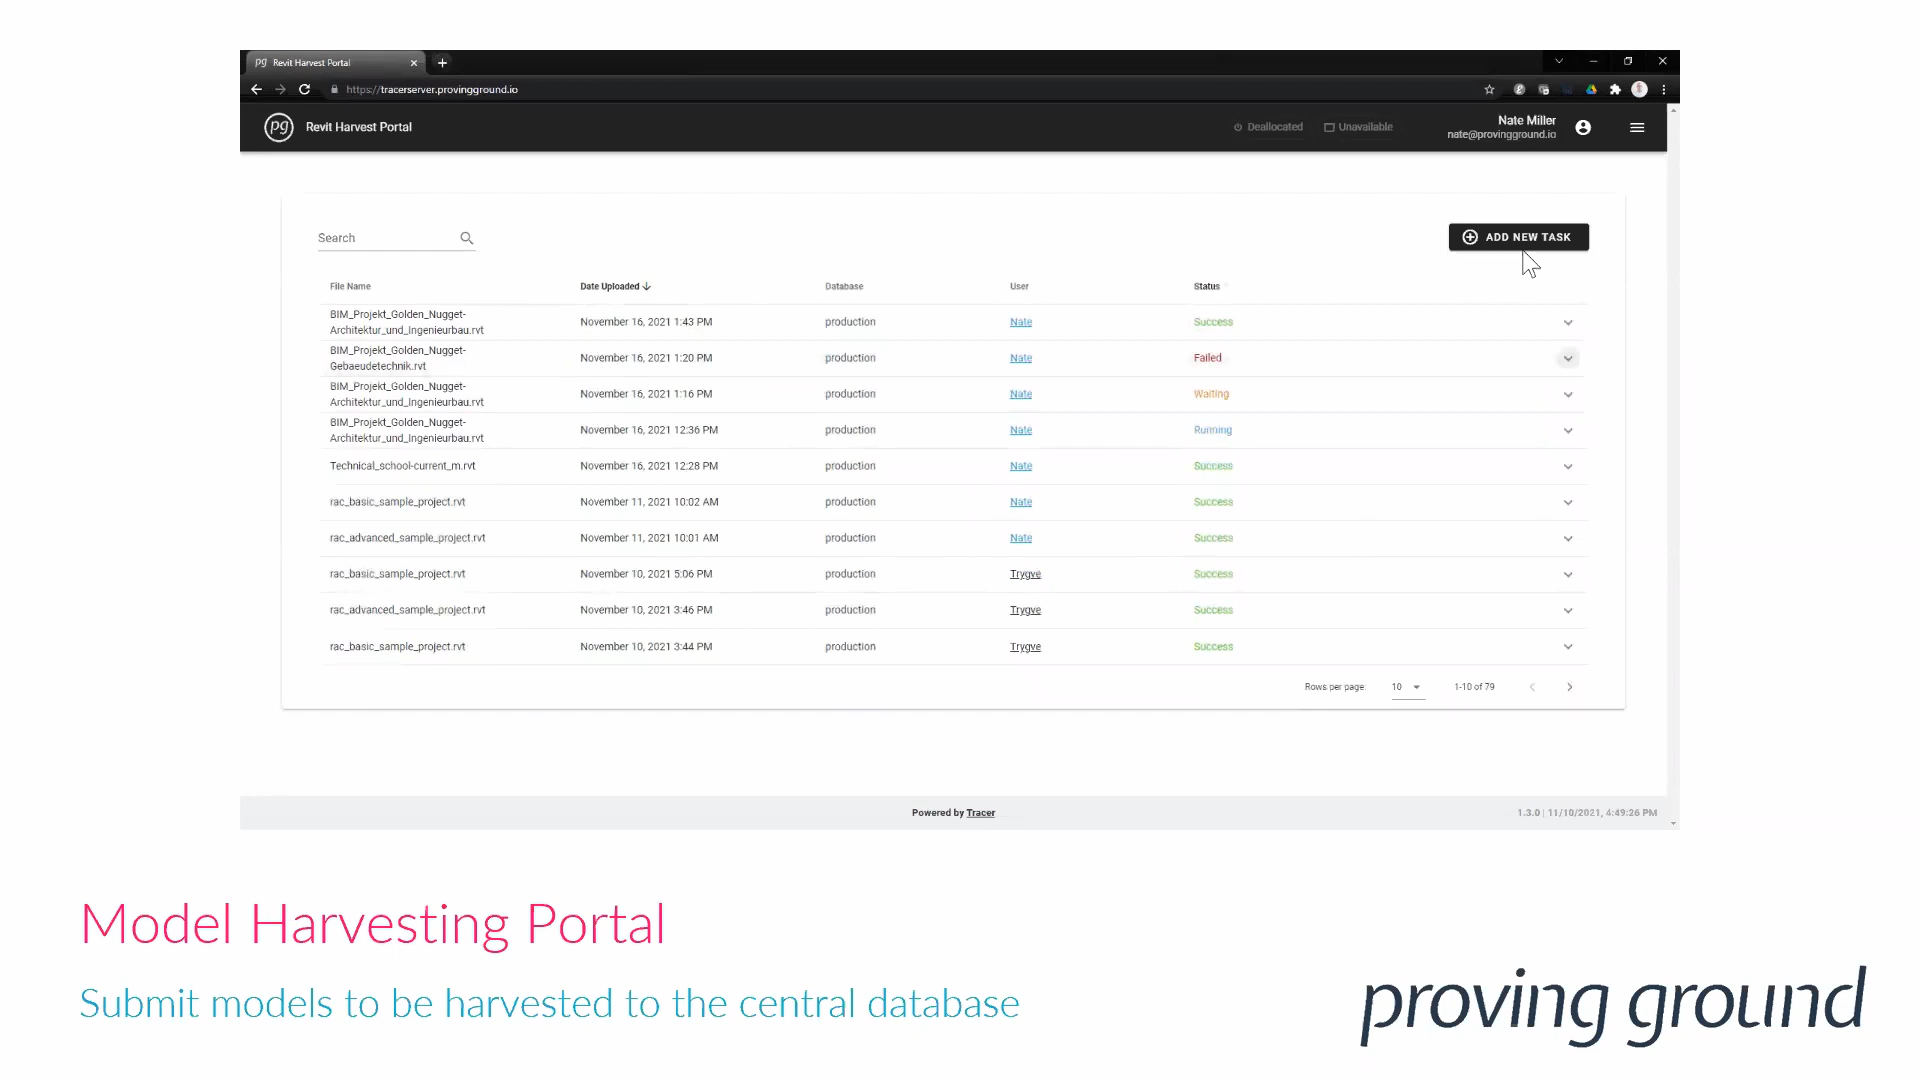 pg Revit Harvest Portal
https://tracerserver.provingground.io
pg Revit Harvest Portal
Deallocated
Unavailable
Nate Miller
nate@provingground.io
Search
ADD NEW TASK
File Name Date Uploaded Database User Status
BIM_Projekt_Golden_Nugget-
Architektur_und_Ingenieurbau.rvt November 16, 2021 1:43 PM production Nate Success
BIM_Projekt_Golden_Nugget-
Gebaeudetechnik.rvt November 16, 2021 1:20 PM production Nate Failed
BIM_Projekt_Golden_Nugget-
Architektur_und_Ingenieurbau.rvt November 16, 2021 1:16 PM production Nate Waiting
BIM_Projekt_Golden_Nugget-
Architektur_und_Ingenieurbau.rvt November 16, 2021 12:36 PM production Nate Running
Technical_school-current_m.rvt November 16, 2021 12:28 PM production Nate Success
rac_basic_sample_project.rvt November 11, 2021 10:02 AM production Nate Success
rac_advanced_sample_project.rvt November 11, 2021 10:01 AM production Nate Success
rac_basic_sample_project.rvt November 10, 2021 5:06 PM production Trygve Success
rac_advanced_sample_project.rvt November 10, 2021 3:46 PM production Trygve Success
rac_basic_sample_project.rvt November 10, 2021 3:44 PM production Trygve Success
Rows per page: 10 1-10 of 79
Powered by Tracer
1.3.0 | 11/10/2021, 4:49:26 PM
Model Harvesting Portal
Submit models to be harvested to the central database
proving ground